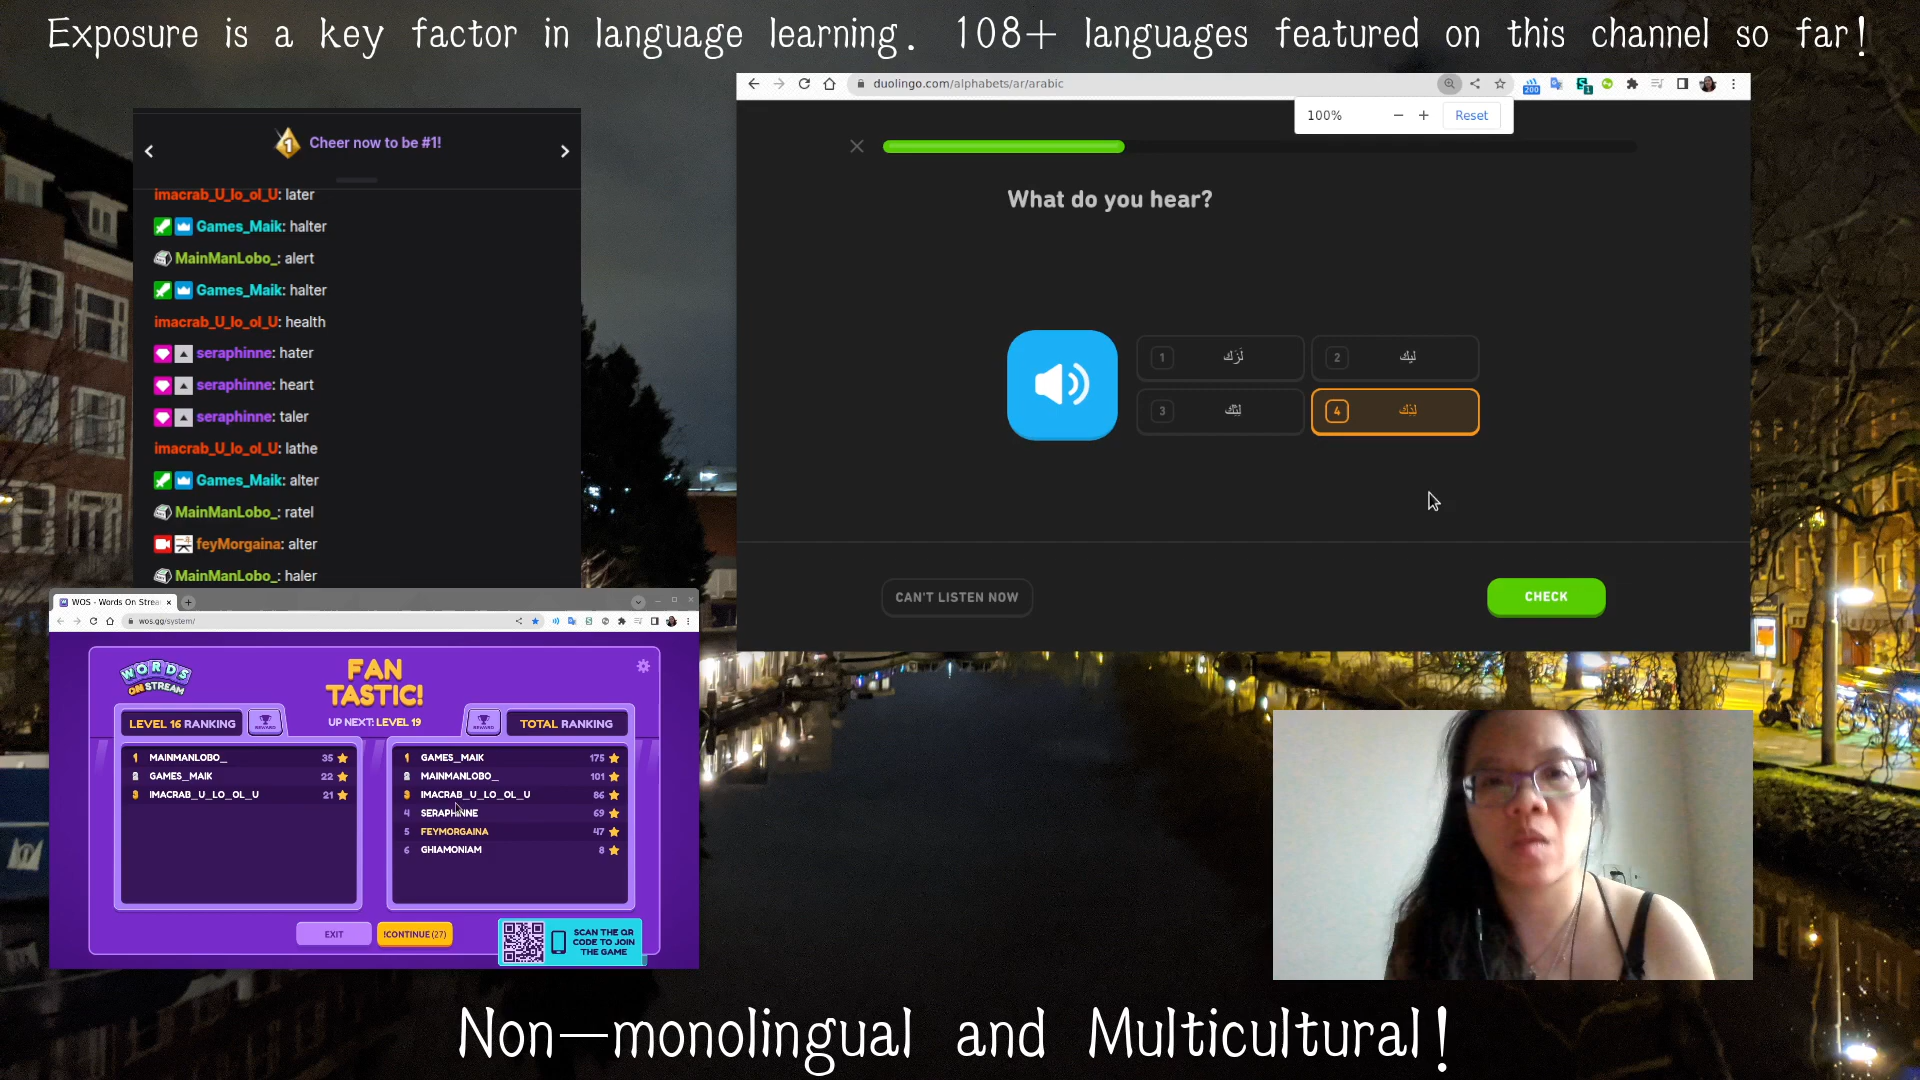 Exposure is a key factor in language learning. 108+ languages featured on this channel so far!
Cheer now to be #1!
imacrab_U_lo_ol_U: later
Games_Maik: halter
MainManLobo_: alert
Games_Maik: halter
imacrab_U_lo_ol_U: health
seraphinne: hater
seraphinne: heart
seraphinne: taler
imacrab_U_lo_ol_U: lathe
Games_Maik: alter
MainManLobo_: ratel
feyMorgaina: alter
MainManLobo_: haler
duolingo.com/alphabets/ar/arabic
200
1
100% − + Reset
What do you hear?
1 لَزَك
2 ليك
3
4 لِذَك
CAN'T LISTEN NOW
CHECK
WOS - Words On Strea
wos.gg/system/
WORDS
ON STREAM
FAN
TASTIC!
UP NEXT: LEVEL 19
LEVEL 16 RANKING
REWARD
1 MAINMANLOBO_ 35
2 GAMES_MAIK 22
3 IMACRAB_U_LO_OL_U 21
REWARD
TOTAL RANKING
1 GAMES_MAIK 175
2 MAINMANLOBO_ 101
3 IMACRAB_U_LO_OL_U 86
4 SERAPHINNE 69
5 FEYMORGAINA 47
6 GHIAMONIAM 8
EXIT
!CONTINUE (27)
SCAN THE QR
CODE TO JOIN
THE GAME
Non-monolingual and Multicultural!